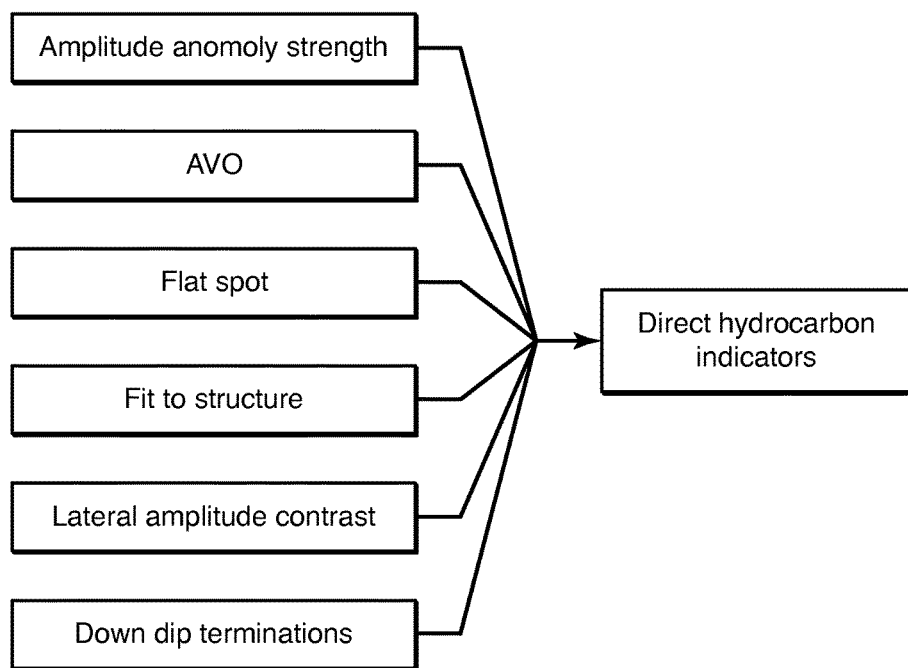 Amplitude anomoly strength
AVO
Flat spot
Fit to structure
Lateral amplitude contrast
Down dip terminations
Direct hydrocarbon
indicators